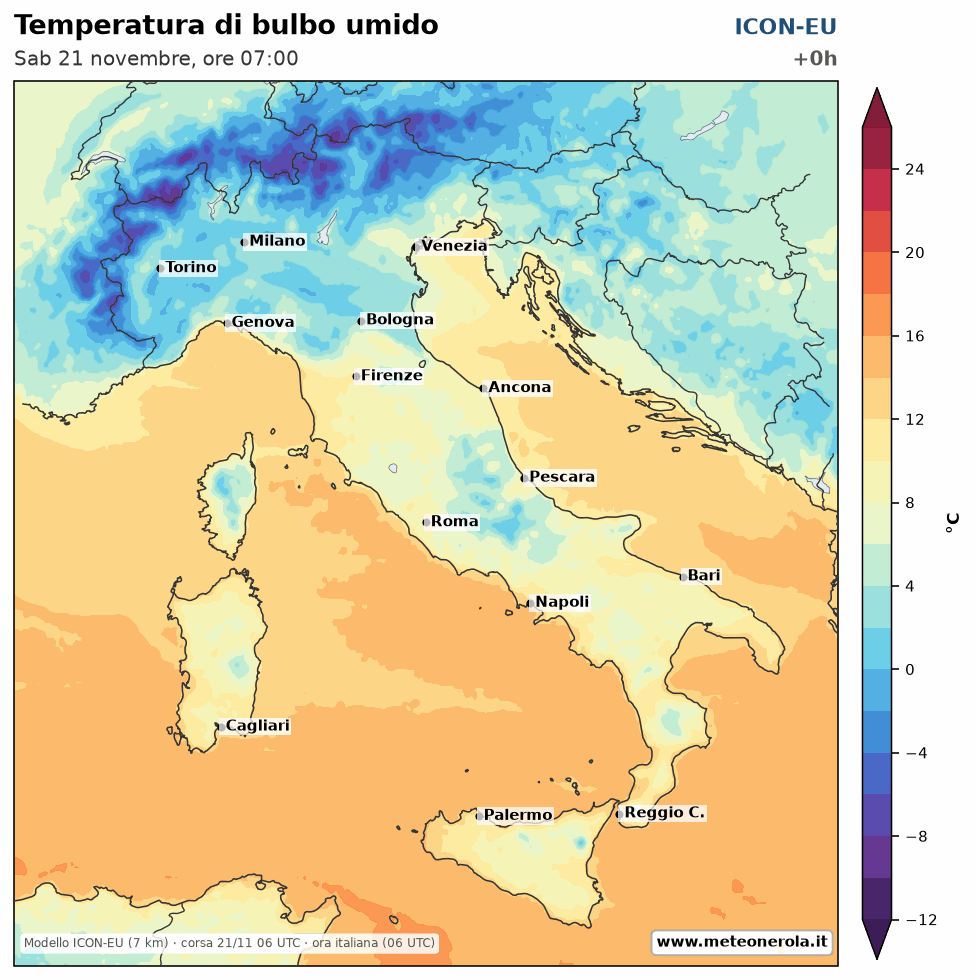 Temperatura di bulbo umido
ICON-EU
Sab 21 novembre, ore 07:00
+0h
Milano
Venezia
Torino
Genova
Bologna
Firenze
Ancona
Pescara
Roma
Bari
Napoli
Cagliari
Palermo
Reggio C.
24
20
16
12
8
4
0
−4
−8
−12
°C
Modello ICON-EU (7 km) · corsa 21/11 06 UTC · ora italiana (06 UTC)
www.meteonerola.it